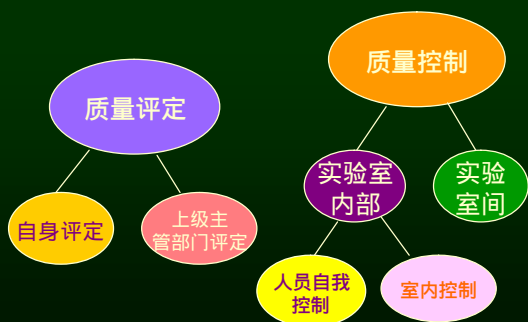 质量评定
自身评定
上级主
管部门评定
质量控制
实验室
内部
实验
室间
人员自我
控制
室内控制